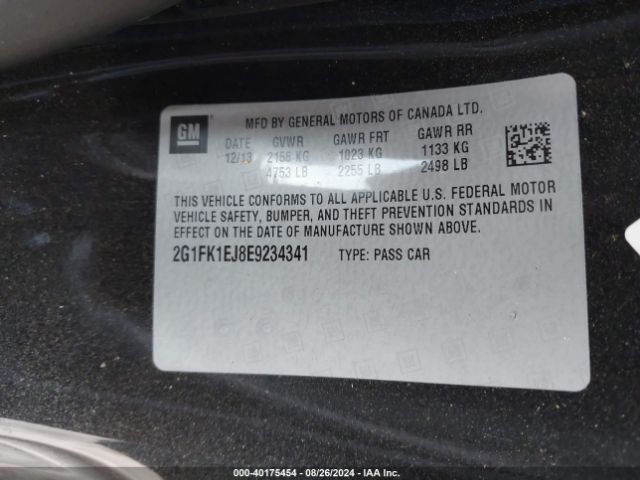 MFD BY GENERAL MOTORS OF CANADA LTD.
GM
DATE GVWR GAWR FRT GAWR RR
12/13 2156 KG 1023 KG 1133 KG
4753 LB 2255 LB 2498 LB
THIS VEHICLE CONFORMS TO ALL APPLICABLE U.S. FEDERAL MOTOR
VEHICLE SAFETY, BUMPER, AND THEFT PREVENTION STANDARDS IN
EFFECT ON THE DATE OF MANUFACTURE SHOWN ABOVE.
2G1FK1EJ8E9234341 TYPE: PASS CAR
000-40175454 - 08/26/2024 - IAA Inc.